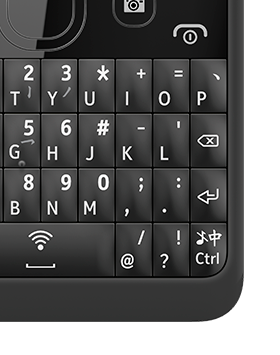 2 3 * + = 、
T Y U I O P
5 6 # - '
G H J K L
8 9 0 ; :
B N M , .
/ ! 中
@ ? Ctrl